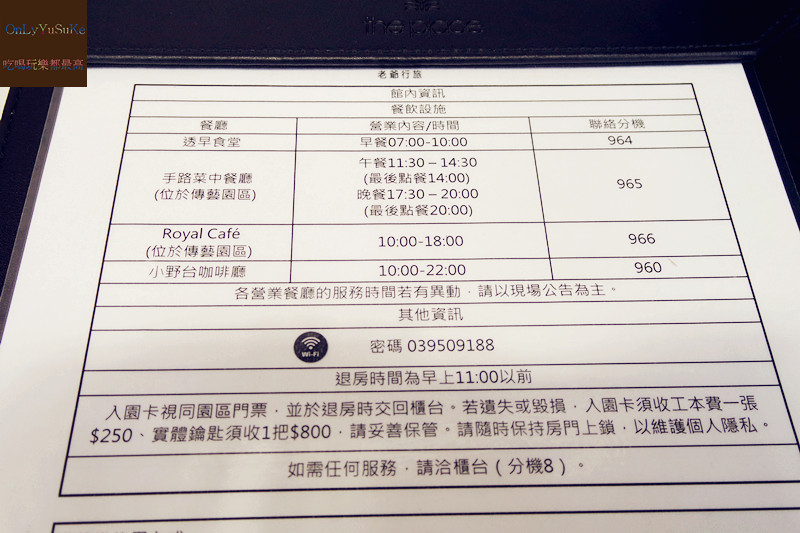 OnLyYuSuKe
吃喝玩樂都最高
the place
老爺行旅
館內資訊
餐飲設施
餐廳 營業內容/時間 聯絡分機
透早食堂 早餐07:00-10:00 964
手路菜中餐廳
(位於傳藝園區)
午餐11:30 – 14:30
(最後點餐14:00)
晚餐17:30 – 20:00
(最後點餐20:00)
965
Royal Café
(位於傳藝園區)
10:00-18:00 966
小野台咖啡廳 10:00-22:00 960
各營業餐廳的服務時間若有異動，請以現場公告為主。
其他資訊
Wi-Fi 密碼 039509188
退房時間為早上11:00以前
入園卡視同園區門票，並於退房時交回櫃台。若遺失或毀損，入園卡須收工本費一張
$250、實體鑰匙須收1把$800，請妥善保管。請隨時保持房門上鎖，以維護個人隱私。
如需任何服務，請洽櫃台（分機8）。